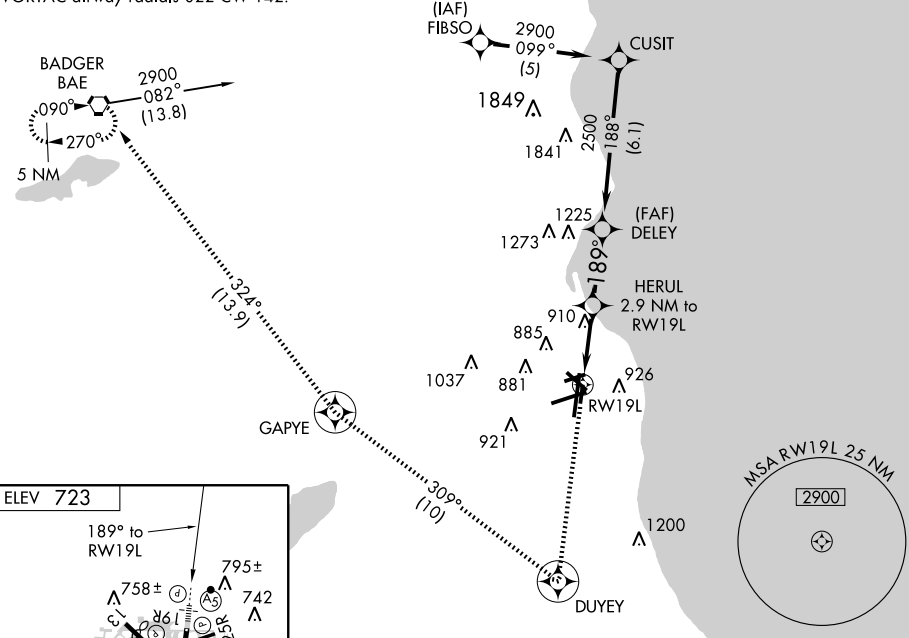 VORTAC airway radials 022 CW 142.
(IAF)
FIBSO
2900
099°
(5)
CUSIT
BADGER
BAE
2900
082°
(13.8)
090°
270°
5 NM
1849
1841
2500
188°
(6.1)
1225
1273
(FAF)
DELEY
189°
HERUL
2.9 NM to
RW19L
910
885
1037
881
926
RW19L
921
324°
(13.9)
GAPYE
309°
(10)
DUYEY
1200
MSA RW19L 25 NM
2900
ELEV 723
189° to
RW19L
795±
758±
742
A5
P
P
P
13
19R
25R